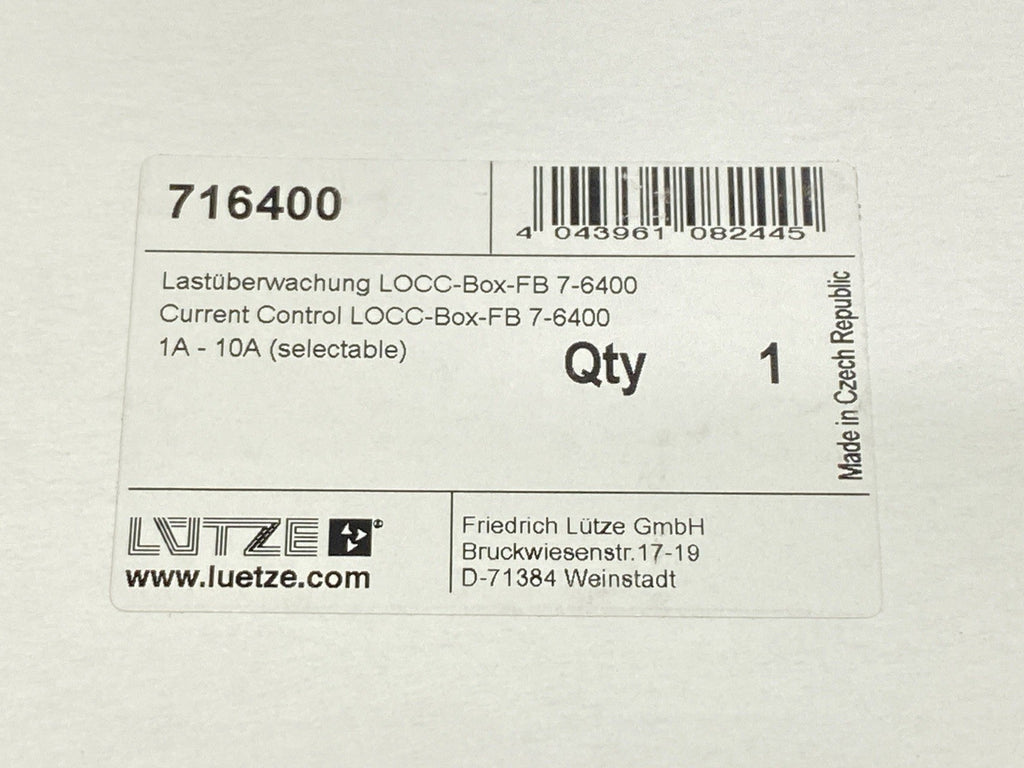 716400
4 043961 082445
Lastüberwachung LOCC-Box-FB 7-6400
Current Control LOCC-Box-FB 7-6400
1A - 10A (selectable)
Qty 1
Made in Czech Republic
LÜTZE
www.luetze.com
Friedrich Lütze GmbH
Bruckwiesenstr.17-19
D-71384 Weinstadt